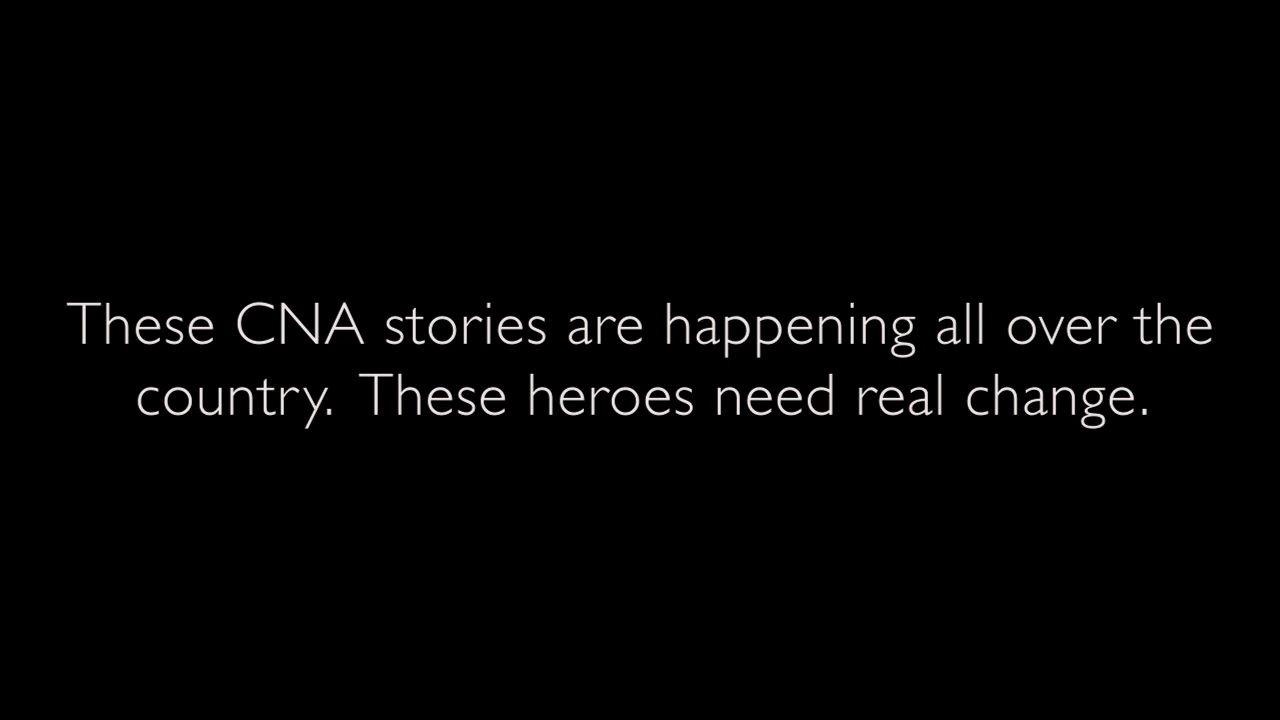 These CNA stories are happening all over the
country.  These heroes need real change.